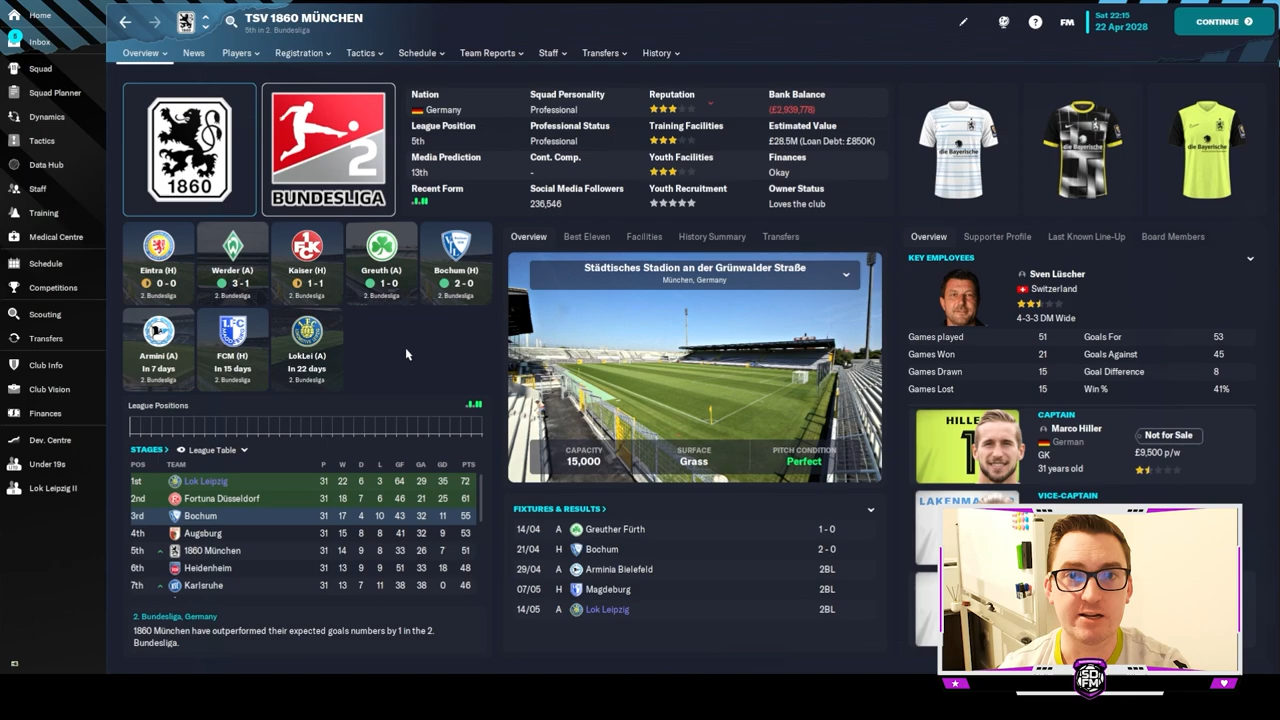 Home
Inbox
5
Squad
Squad Planner
Dynamics
Tactics
Data Hub
Staff
Training
Medical Centre
Schedule
Competitions
Scouting
Transfers
Club Info
Club Vision
Finances
Dev. Centre
Under 19s
Lok Leipzig II
TSV 1860 MÜNCHEN
5th in 2. Bundesliga
FM
Sat 22:15
22 Apr 2028
CONTINUE
Overview
News
Players
Registration
Tactics
Schedule
Team Reports
Staff
Transfers
History
1860
2
BUNDESLIGA
Nation
Germany
League Position
5th
Media Prediction
13th
Recent Form
Squad Personality
Professional
Professional Status
Professional
Cont. Comp.
-
Social Media Followers
236,546
Reputation
Training Facilities
Youth Facilities
Youth Recruitment
Bank Balance
(£2,939,778)
Estimated Value
£28.5M (Loan Debt: £850K)
Finances
Okay
Owner Status
Loves the club
die Bayerische
die Bayerische
die Bayerische
Eintra (H)
0 - 0
2. Bundesliga
Werder (A)
3 - 1
2. Bundesliga
Kaiser (H)
1 - 1
2. Bundesliga
Greuth (A)
1 - 0
2. Bundesliga
Bochum (H)
2 - 0
2. Bundesliga
Armini (A)
In 7 days
2. Bundesliga
FCM (H)
In 15 days
2. Bundesliga
LokLei (A)
In 22 days
2. Bundesliga
League Positions
STAGES >
League Table
POS TEAM P W D L GF GA GD PTS
1st Lok Leipzig 31 22 6 3 64 29 35 72
2nd Fortuna Düsseldorf 31 18 7 6 46 21 25 61
3rd Bochum 31 17 4 10 43 32 11 55
4th Augsburg 31 15 8 8 41 32 9 53
5th 1860 München 31 14 9 8 33 26 7 51
6th Heidenheim 31 13 9 9 51 33 18 48
7th Karlsruhe 31 13 7 11 38 38 0 46
2. Bundesliga, Germany
1860 München have outperformed their expected goals numbers by 1 in the 2.
Bundesliga.
Overview
Best Eleven
Facilities
History Summary
Transfers
Städtisches Stadion an der Grünwalder Straße
München, Germany
CAPACITY
15,000
SURFACE
Grass
PITCH CONDITION
Perfect
FIXTURES & RESULTS >
14/04 A Greuther Fürth 1 - 0
21/04 H Bochum 2 - 0
29/04 A Arminia Bielefeld 2BL
07/05 H Magdeburg 2BL
14/05 A Lok Leipzig 2BL
Overview
Supporter Profile
Last Known Line-Up
Board Members
KEY EMPLOYEES
Sven Lüscher
Switzerland
4-3-3 DM Wide
Games played 51 Goals For 53
Games Won 21 Goals Against 45
Games Drawn 15 Goal Difference 8
Games Lost 15 Win % 41%
HILLE
1
CAPTAIN
Marco Hiller
German
GK
31 years old
Not for Sale
£9,500 p/w
VICE-CAPTAIN
SDFM